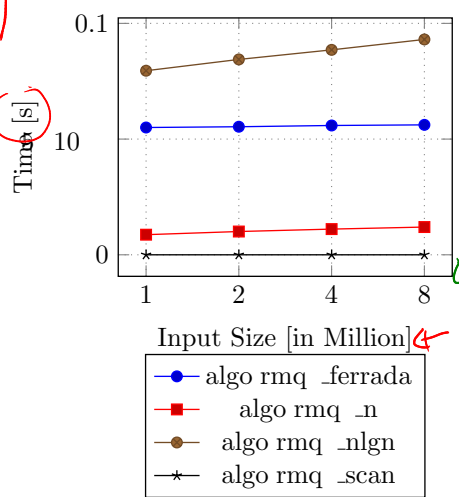 0.1
10
0
Time [s]
1 2 4 8
Input Size [in Million]
algo rmq _ferrada
algo rmq _n
algo rmq _nlgn
algo rmq _scan